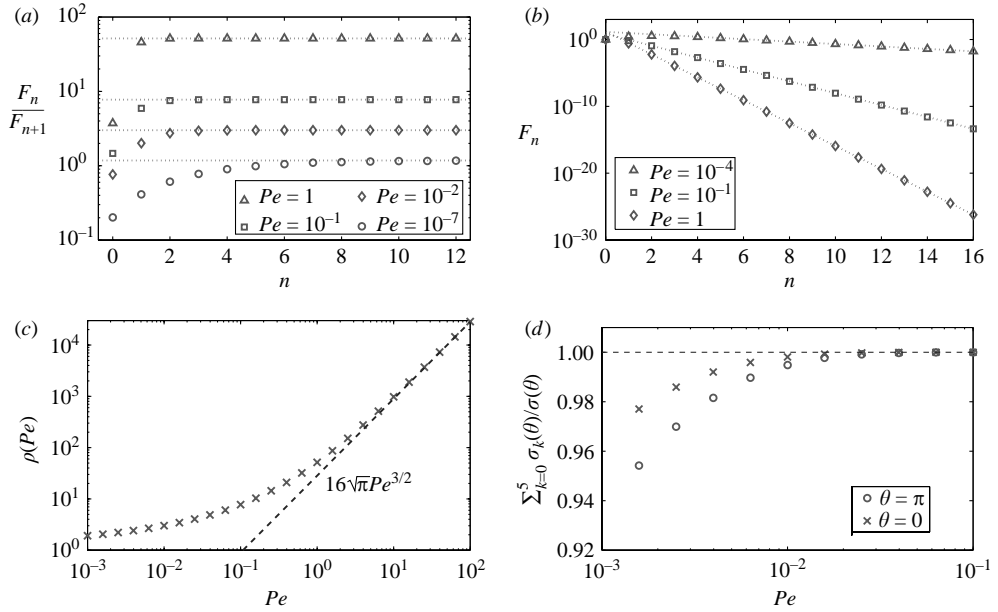 (a)
F_n / F_{n+1}
10^3
10^2
10^1
10^0
10^{-1}
Pe = 1
Pe = 10^{-2}
Pe = 10^{-1}
Pe = 10^{-7}
0 2 4 6 8 10 12
n
(b)
F_n
10^0
10^{-10}
10^{-20}
10^{-30}
Pe = 10^{-4}
Pe = 10^{-1}
Pe = 1
0 2 4 6 8 10 12 14 16
n
(c)
ρ(Pe)
10^4
10^3
10^2
10^1
10^0
16√π Pe^{3/2}
10^{-3} 10^{-2} 10^{-1} 10^0 10^1 10^2
Pe
(d)
Σ^5_{k=0} σ_k(θ)/σ(θ)
1.00
0.98
0.96
0.94
0.92
θ = π
θ = 0
10^{-3} 10^{-2} 10^{-1}
Pe